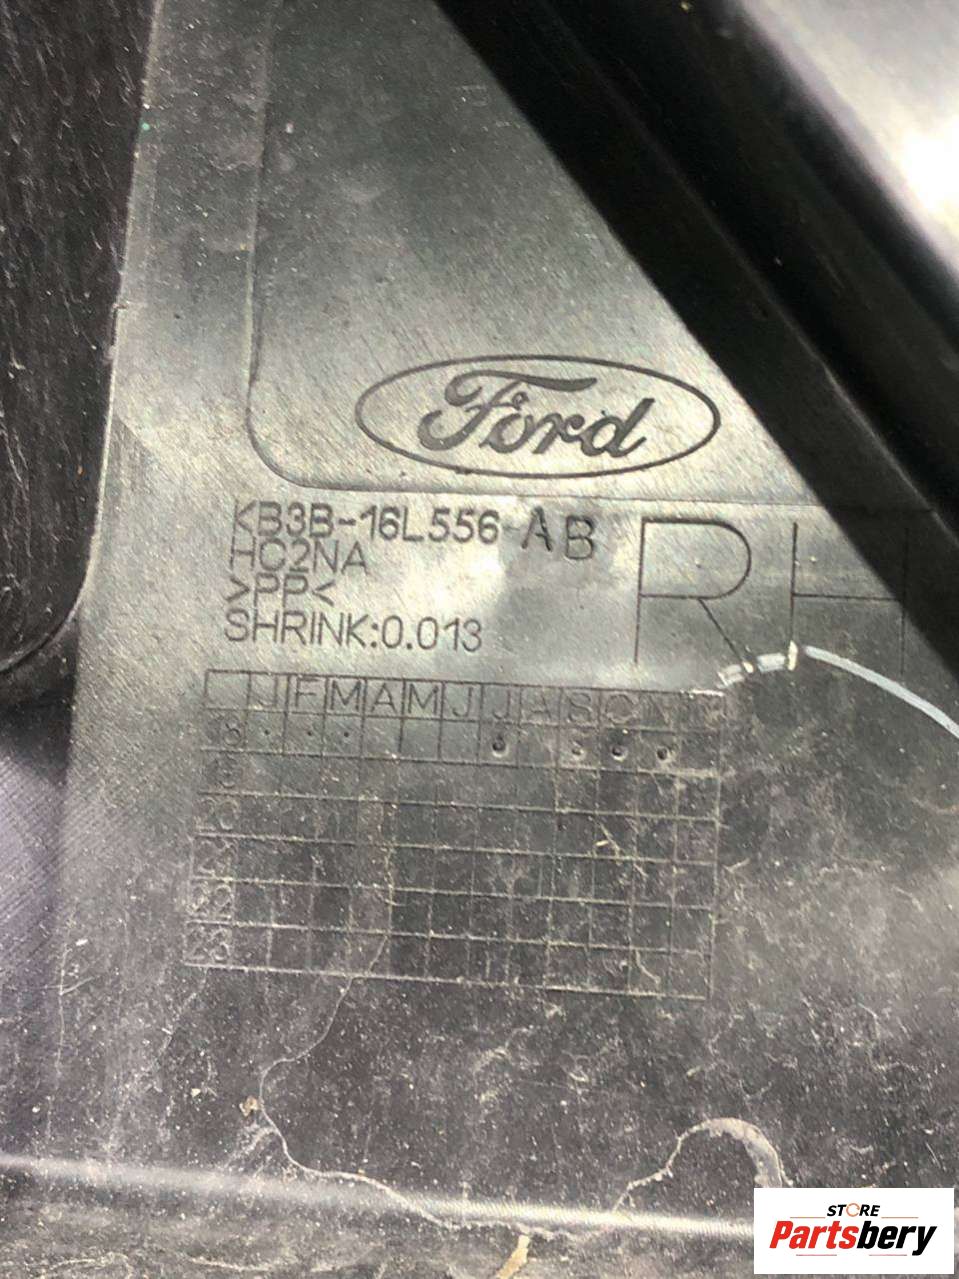 Ford
KB3B-16L556-AB
HC2NA
>PP<
SHRINK:0.013
RH
J F M A M J J A S O N
STORE
Partsbery